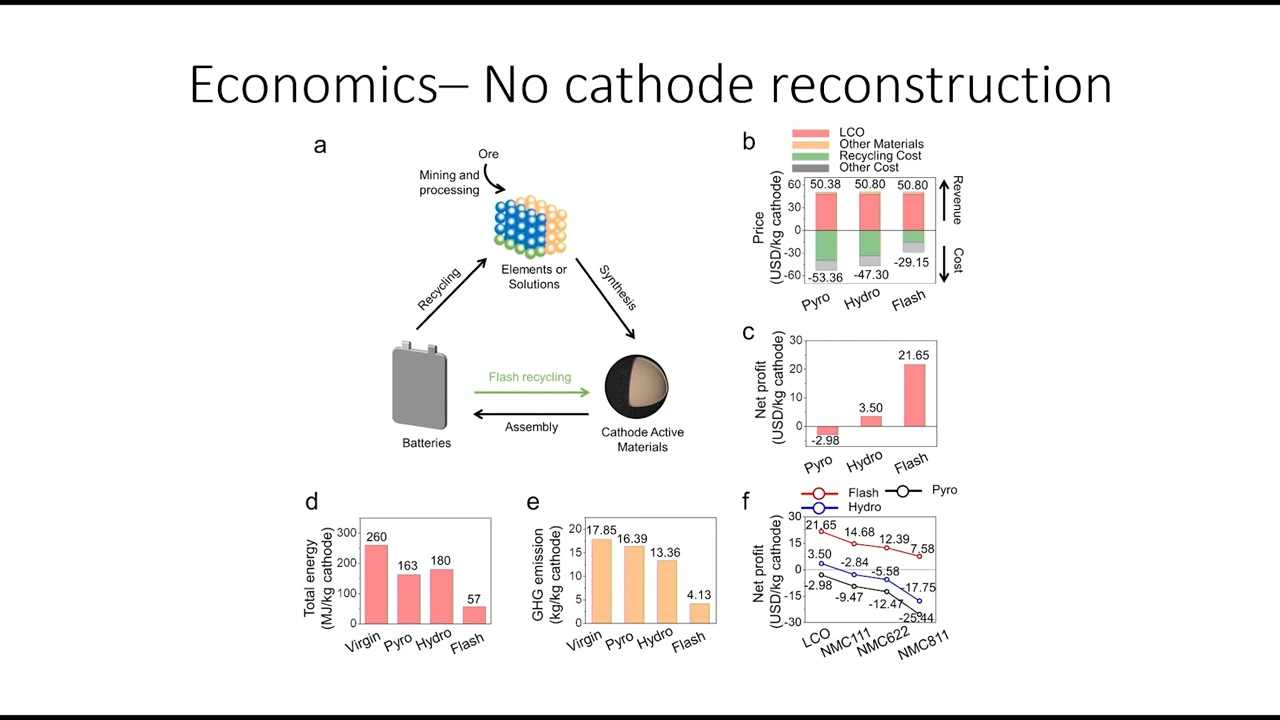 Economics– No cathode reconstruction
a
Ore
Mining and
processing
Elements or
Solutions
Recycling
Synthesis
Flash recycling
Assembly
Batteries
Cathode Active
Materials
b
LCO
Other Materials
Recycling Cost
Other Cost
Price
(USD/kg cathode)
60
30
0
-30
-60
50.38
50.80
50.80
-53.36
-47.30
-29.15
Revenue
Cost
Pyro
Hydro
Flash
c
Net profit
(USD/kg cathode)
30
20
10
0
-2.98
3.50
21.65
Pyro
Hydro
Flash
d
Total energy
(MJ/kg cathode)
300
200
100
0
260
163
180
57
Virgin
Pyro
Hydro
Flash
e
GHG emission
(kg/kg cathode)
20
15
10
5
0
17.85
16.39
13.36
4.13
Virgin
Pyro
Hydro
Flash
f
Flash
Pyro
Hydro
Net profit
(USD/kg cathode)
30
15
0
-15
-30
21.65
14.68
12.39
7.58
3.50
-2.84
-5.58
-17.75
-2.98
-9.47
-12.47
-25.44
LCO
NMC111
NMC622
NMC811